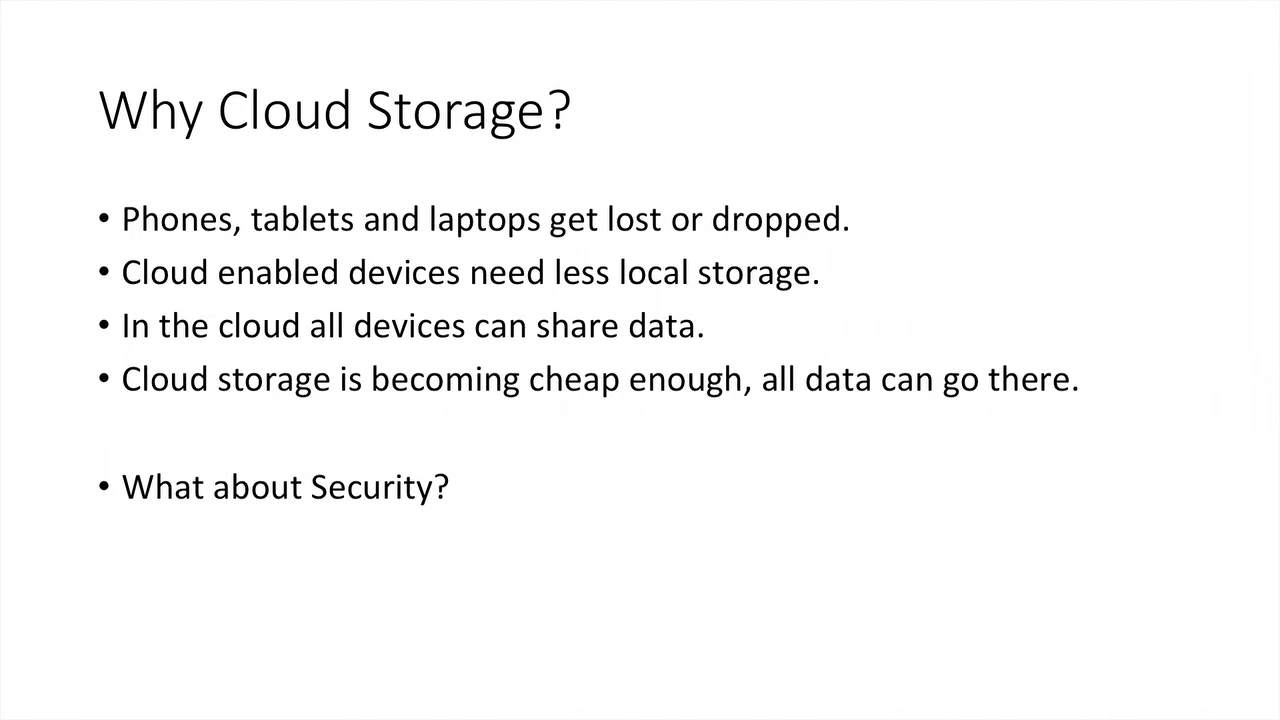 Why Cloud Storage?
• Phones, tablets and laptops get lost or dropped.
• Cloud enabled devices need less local storage.
• In the cloud all devices can share data.
• Cloud storage is becoming cheap enough, all data can go there.
• What about Security?